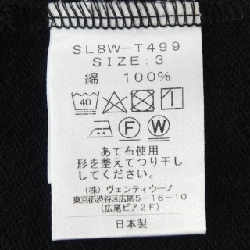 SLBW-T499
SIZE: 3
綿 100%
40
F W
あて布使用
形を整えてつり干し
してください
(株) ヴェンティウーノ
東京都渋谷区広尾5-18-10
(広尾ピア2F)
日本製